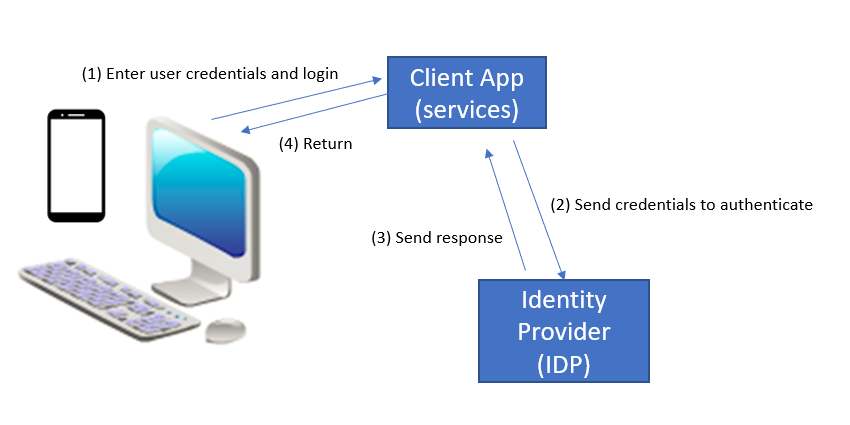 (1) Enter user credentials and login
Client App
(services)
(4) Return
(2) Send credentials to authenticate
(3) Send response
Identity
Provider
(IDP)